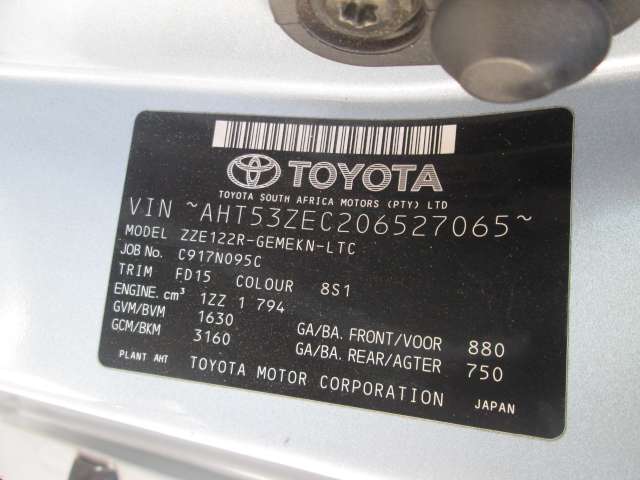 TOYOTA
TOYOTA SOUTH AFRICA MOTORS (PTY) LTD
VIN ~AHT53ZEC206527065~
MODEL ZZE122R-GEMEKN-LTC
JOB No. C917N095C
TRIM FD15 COLOUR 8S1
ENGINE. cm³ 1ZZ 1 794
GVM/BVM 1630 GA/BA. FRONT/VOOR 880
GCM/BKM 3160 GA/BA. REAR/AGTER 750
PLANT AHT TOYOTA MOTOR CORPORATION JAPAN